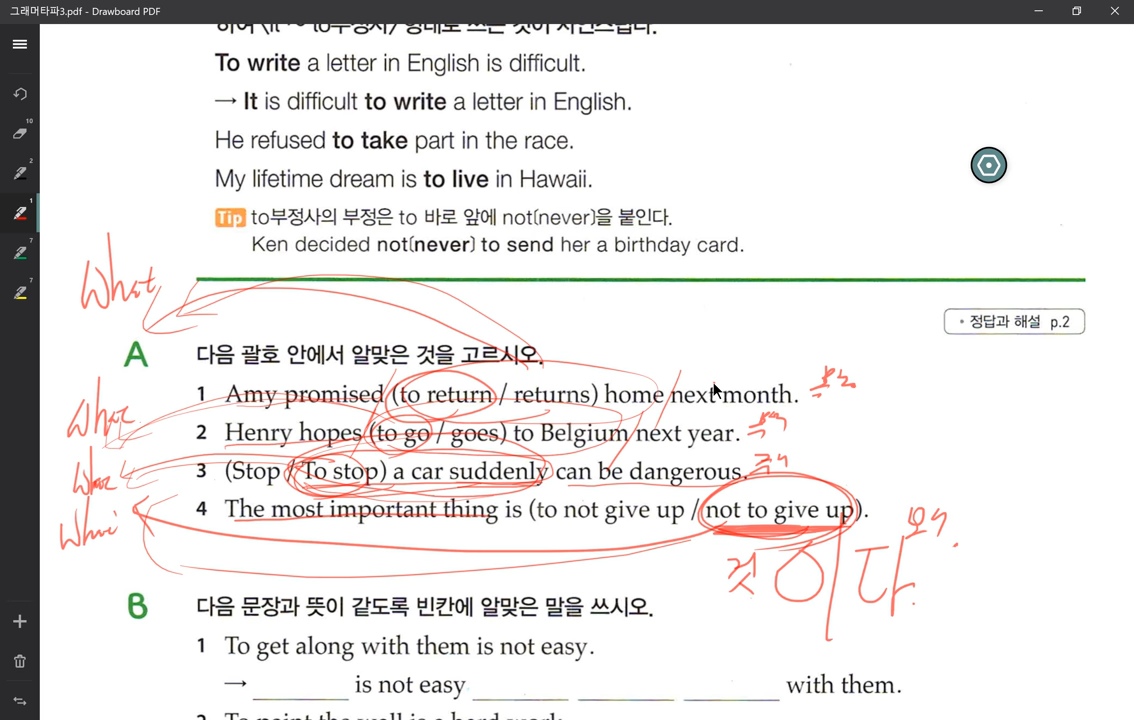 그래머타파3.pdf - Drawboard PDF
To write a letter in English is difficult.
→ It is difficult to write a letter in English.
He refused to take part in the race.
My lifetime dream is to live in Hawaii.
Tip to부정사의 부정은 to 바로 앞에 not(never)을 붙인다.
Ken decided not(never) to send her a birthday card.
What
• 정답과 해설 p.2
A 다음 괄호 안에서 알맞은 것을 고르시오.
1 Amy promised (to return / returns) home next month.
What
2 Henry hopes (to go / goes) to Belgium next year.
3 (Stop / To stop) a car suddenly can be dangerous.
4 The most important thing is (to not give up / not to give up).
것이다.
B 다음 문장과 뜻이 같도록 빈칸에 알맞은 말을 쓰시오.
1 To get along with them is not easy.
→ ________ is not easy ________ ________ ________ with them.
10
2
1
7
7